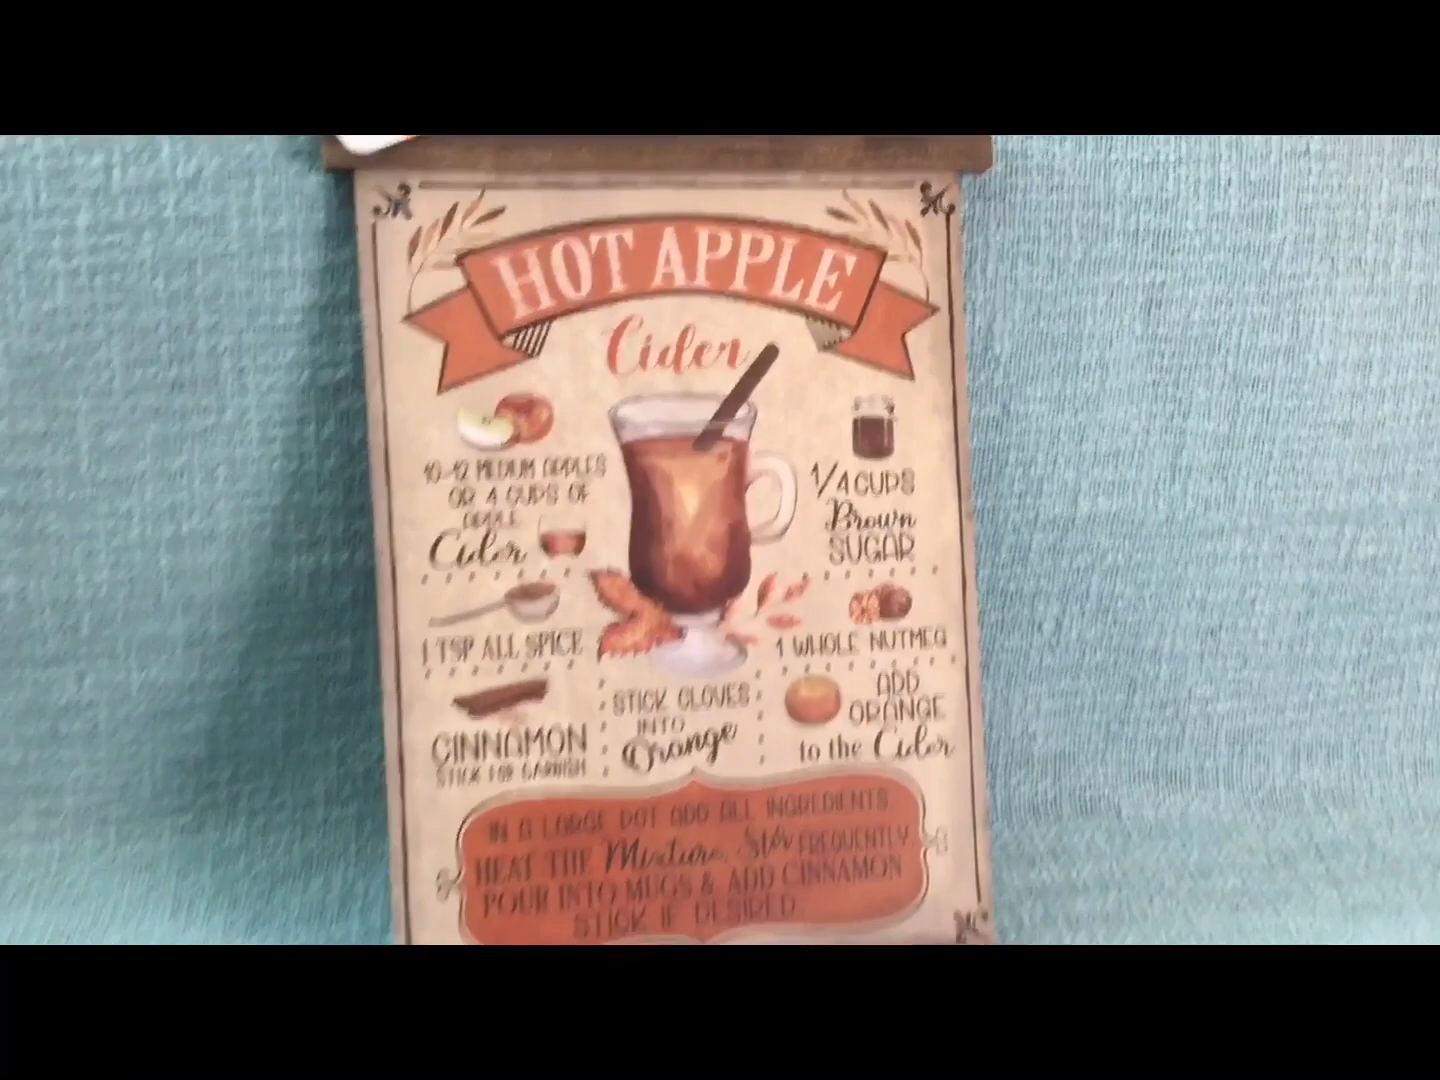 HOT APPLE
Cider
10-12 MEDIUM APPLES
OR 4 CUPS OF
APPLE
Cider
1/4 CUPS
Brown
SUGAR
1 TSP ALL SPICE
1 WHOLE NUTMEG
CINNAMON
STICK FOR GARNISH
STICK CLOVES
INTO
Orange
ADD
ORANGE
to the Cider
IN A LARGE POT ADD ALL INGREDIENTS
HEAT THE Mixture, Stir FREQUENTLY
POUR INTO MUGS & ADD CINNAMON
STICK IF DESIRED